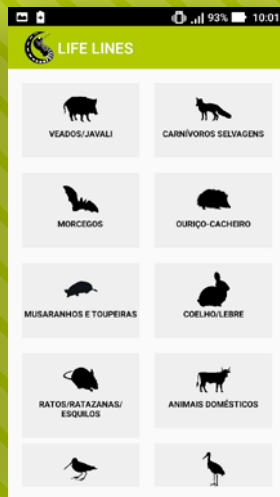 93% 10:01
LIFE LINES
VEADOS/JAVALI
CARNÍVOROS SELVAGENS
MORCEGOS
OURIÇO-CACHEIRO
MUSARANHOS E TOUPEIRAS
COELHO/LEBRE
RATOS/RATAZANAS/
ESQUILOS
ANIMAIS DOMÉSTICOS